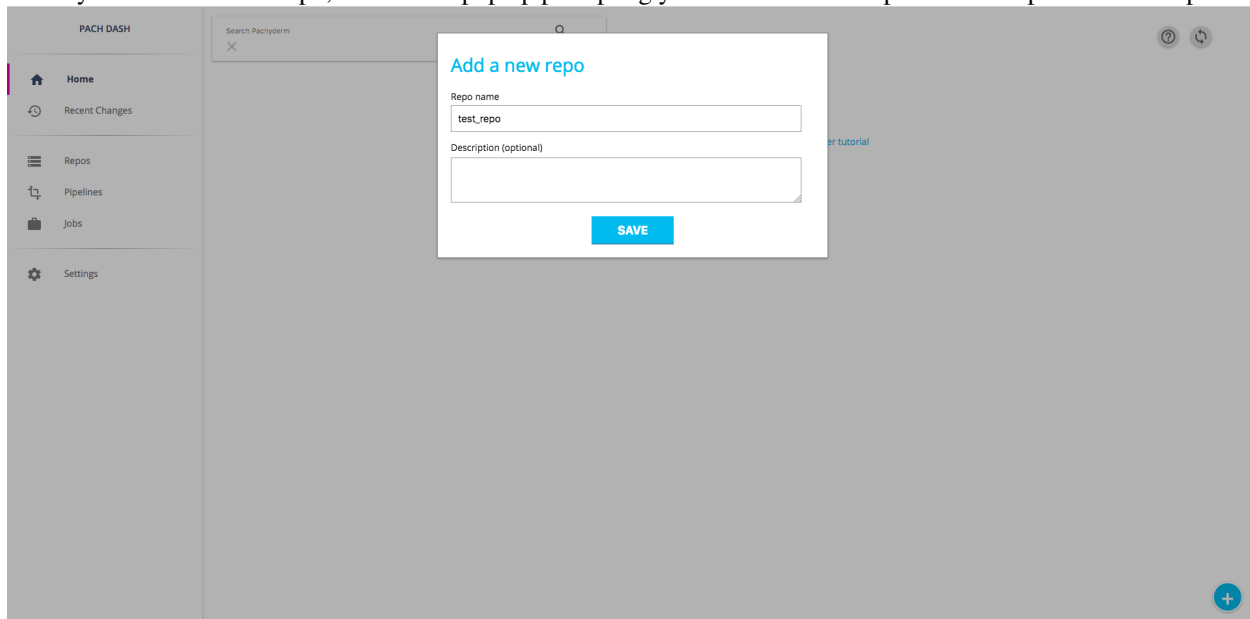 PACH DASH
Home
Recent Changes
Repos
Pipelines
Jobs
Settings
Search Pachyderm
Add a new repo
Repo name
test_repo
Description (optional)
SAVE
er tutorial